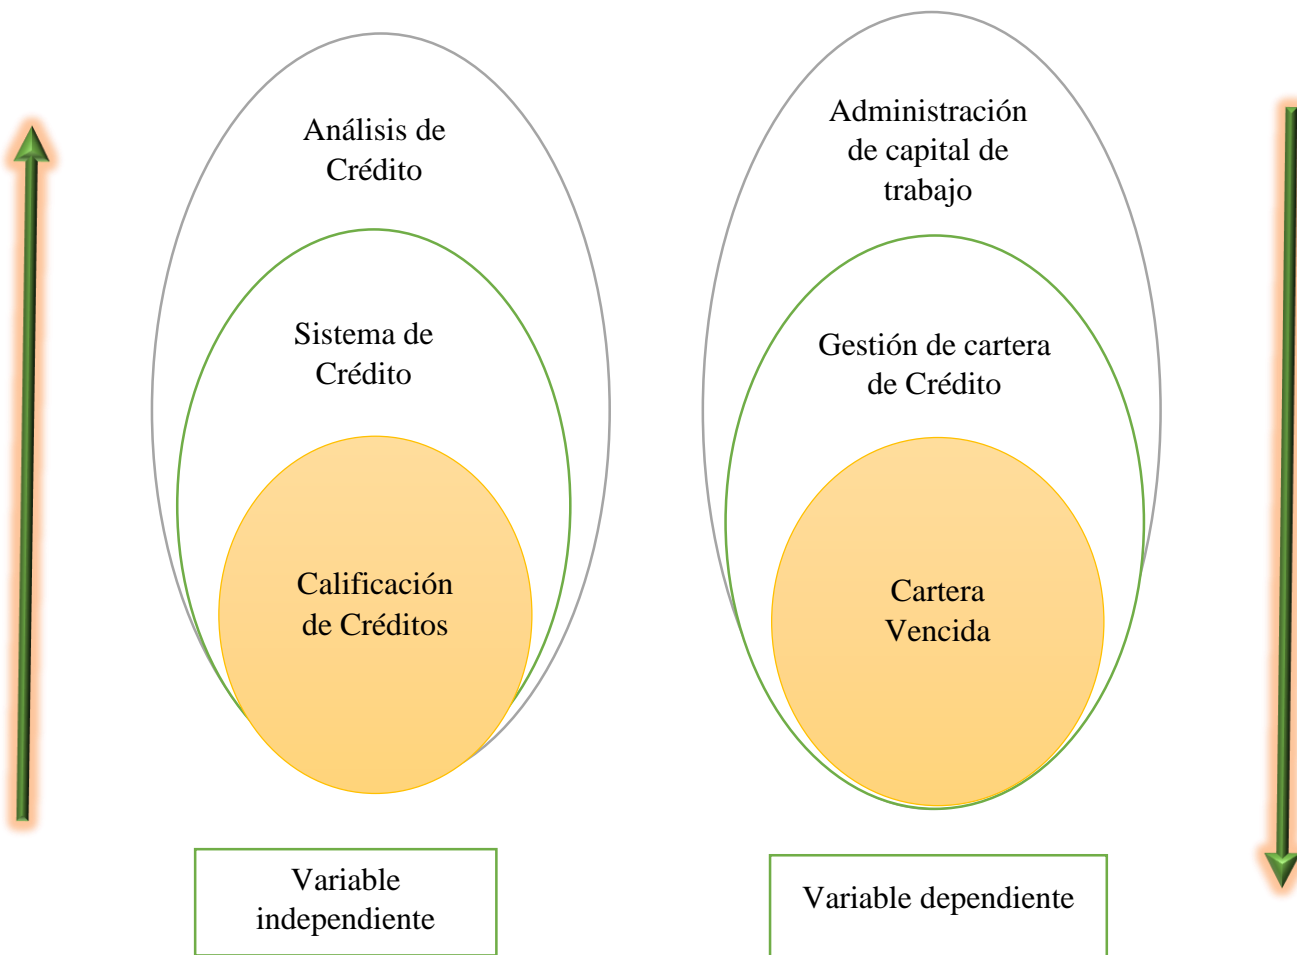 Análisis de
Crédito
Sistema de
Crédito
Calificación
de Créditos
Variable
independiente
Administración
de capital de
trabajo
Gestión de cartera
de Crédito
Cartera
Vencida
Variable dependiente